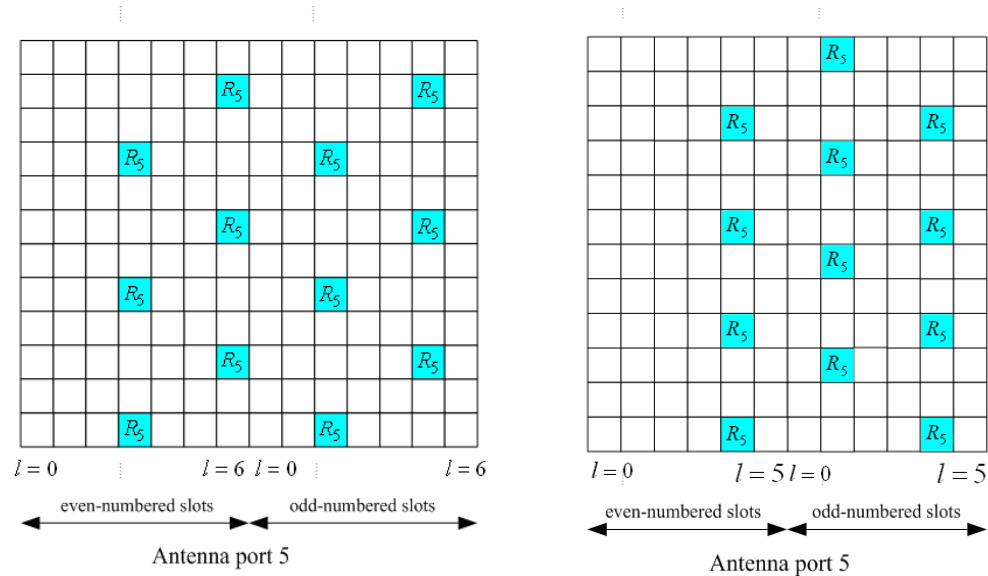 R₅ R₅
R₅ R₅
R₅ R₅
R₅ R₅
R₅ R₅
R₅ R₅
l = 0 l = 6 l = 0 l = 6
even-numbered slots odd-numbered slots
Antenna port 5
R₅
R₅ R₅
R₅
R₅ R₅
R₅
R₅ R₅
R₅
R₅ R₅
l = 0 l = 5 l = 0 l = 5
even-numbered slots odd-numbered slots
Antenna port 5